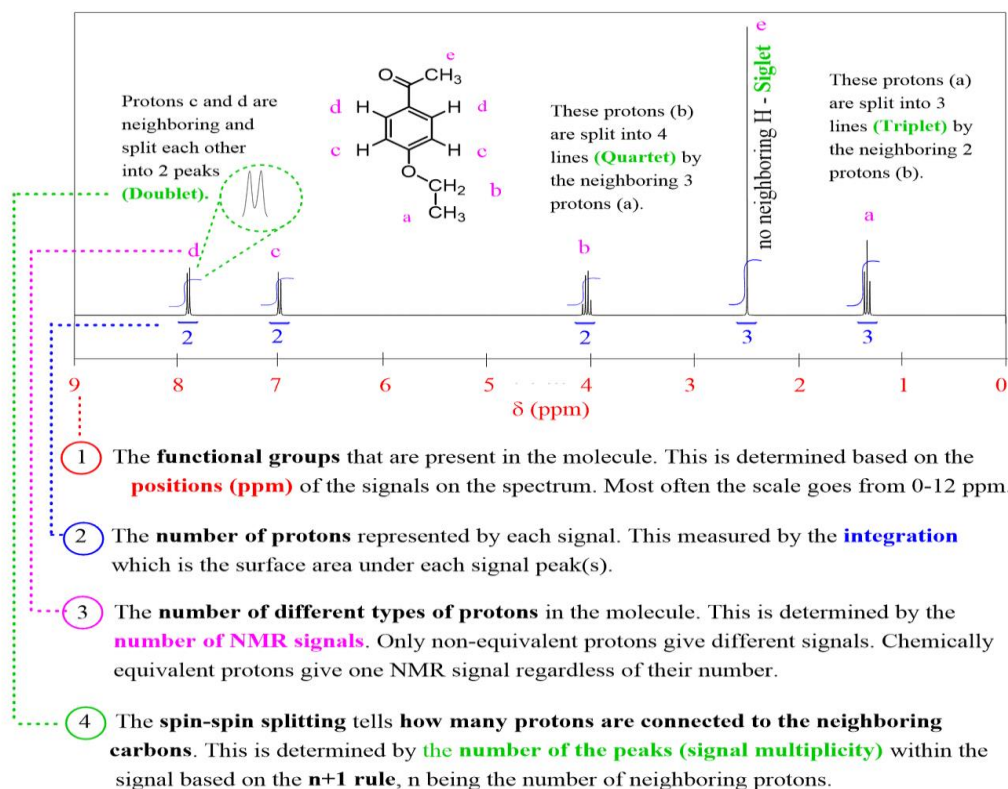 e
O
CH3
d
H
H
d
c
H
H
c
O
CH2
b
a
CH3
Protons c and d are
neighboring and
split each other
into 2 peaks
(Doublet).
These protons (b)
are split into 4
lines (Quartet) by
the neighboring 3
protons (a).
e
no neighboring H - Siglet
These protons (a)
are split into 3
lines (Triplet) by
the neighboring 2
protons (b).
d
c
b
a
2
2
2
3
3
9 8 7 6 5 4 3 2 1 0
δ (ppm)
1 The functional groups that are present in the molecule. This is determined based on the
positions (ppm) of the signals on the spectrum. Most often the scale goes from 0-12 ppm
2 The number of protons represented by each signal. This measured by the integration
which is the surface area under each signal peak(s).
3 The number of different types of protons in the molecule. This is determined by the
number of NMR signals. Only non-equivalent protons give different signals. Chemically
equivalent protons give one NMR signal regardless of their number.
4 The spin-spin splitting tells how many protons are connected to the neighboring
carbons. This is determined by the number of the peaks (signal multiplicity) within the
signal based on the n+1 rule, n being the number of neighboring protons.